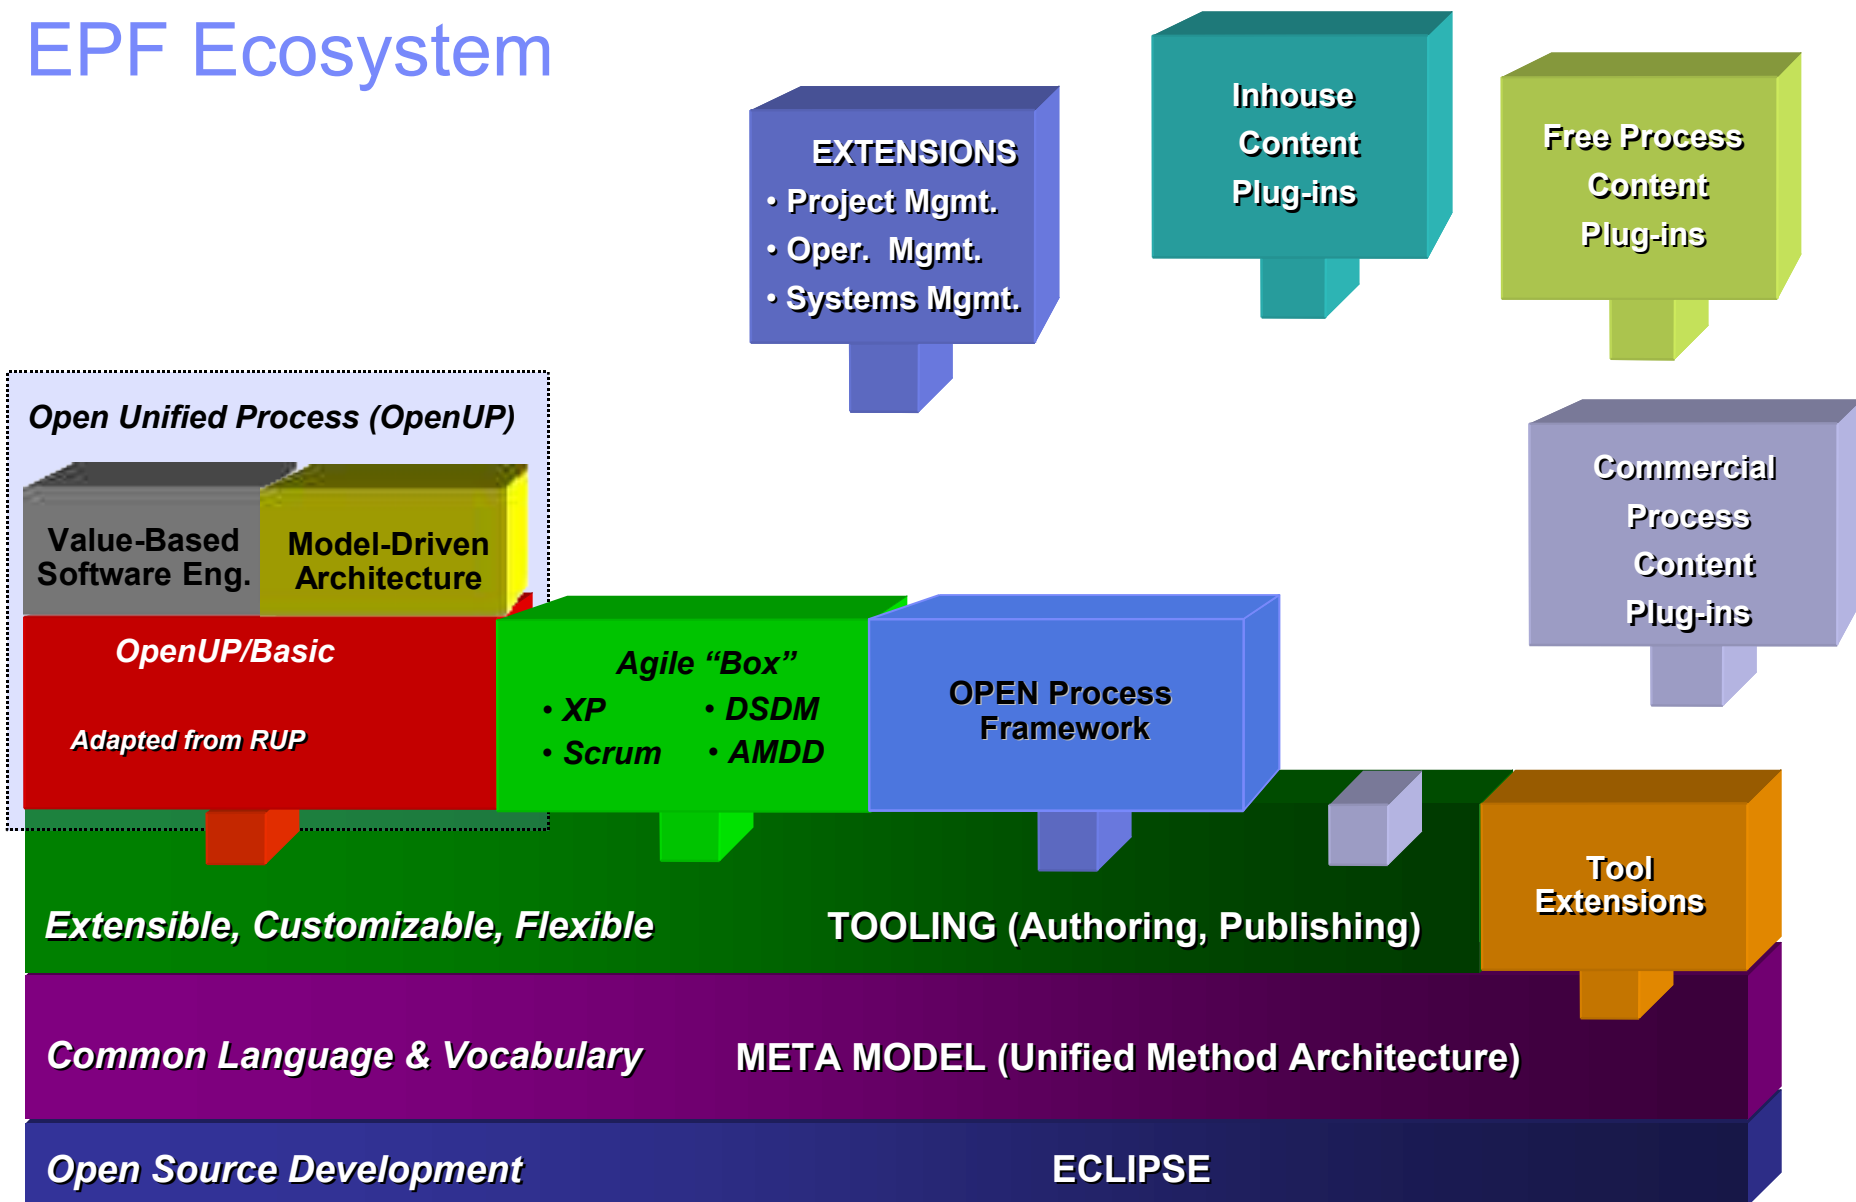 EPF Ecosystem
EXTENSIONS
• Project Mgmt.
• Oper. Mgmt.
• Systems Mgmt.
Inhouse
Content
Plug-ins
Free Process
Content
Plug-ins
Commercial
Process
Content
Plug-ins
Open Unified Process (OpenUP)
Value-Based
Software Eng.
Model-Driven
Architecture
OpenUP/Basic
Adapted from RUP
Agile “Box”
• XP • DSDM
• Scrum • AMDD
OPEN Process
Framework
Tool
Extensions
Extensible, Customizable, Flexible TOOLING (Authoring, Publishing)
Common Language & Vocabulary META MODEL (Unified Method Architecture)
Open Source Development ECLIPSE